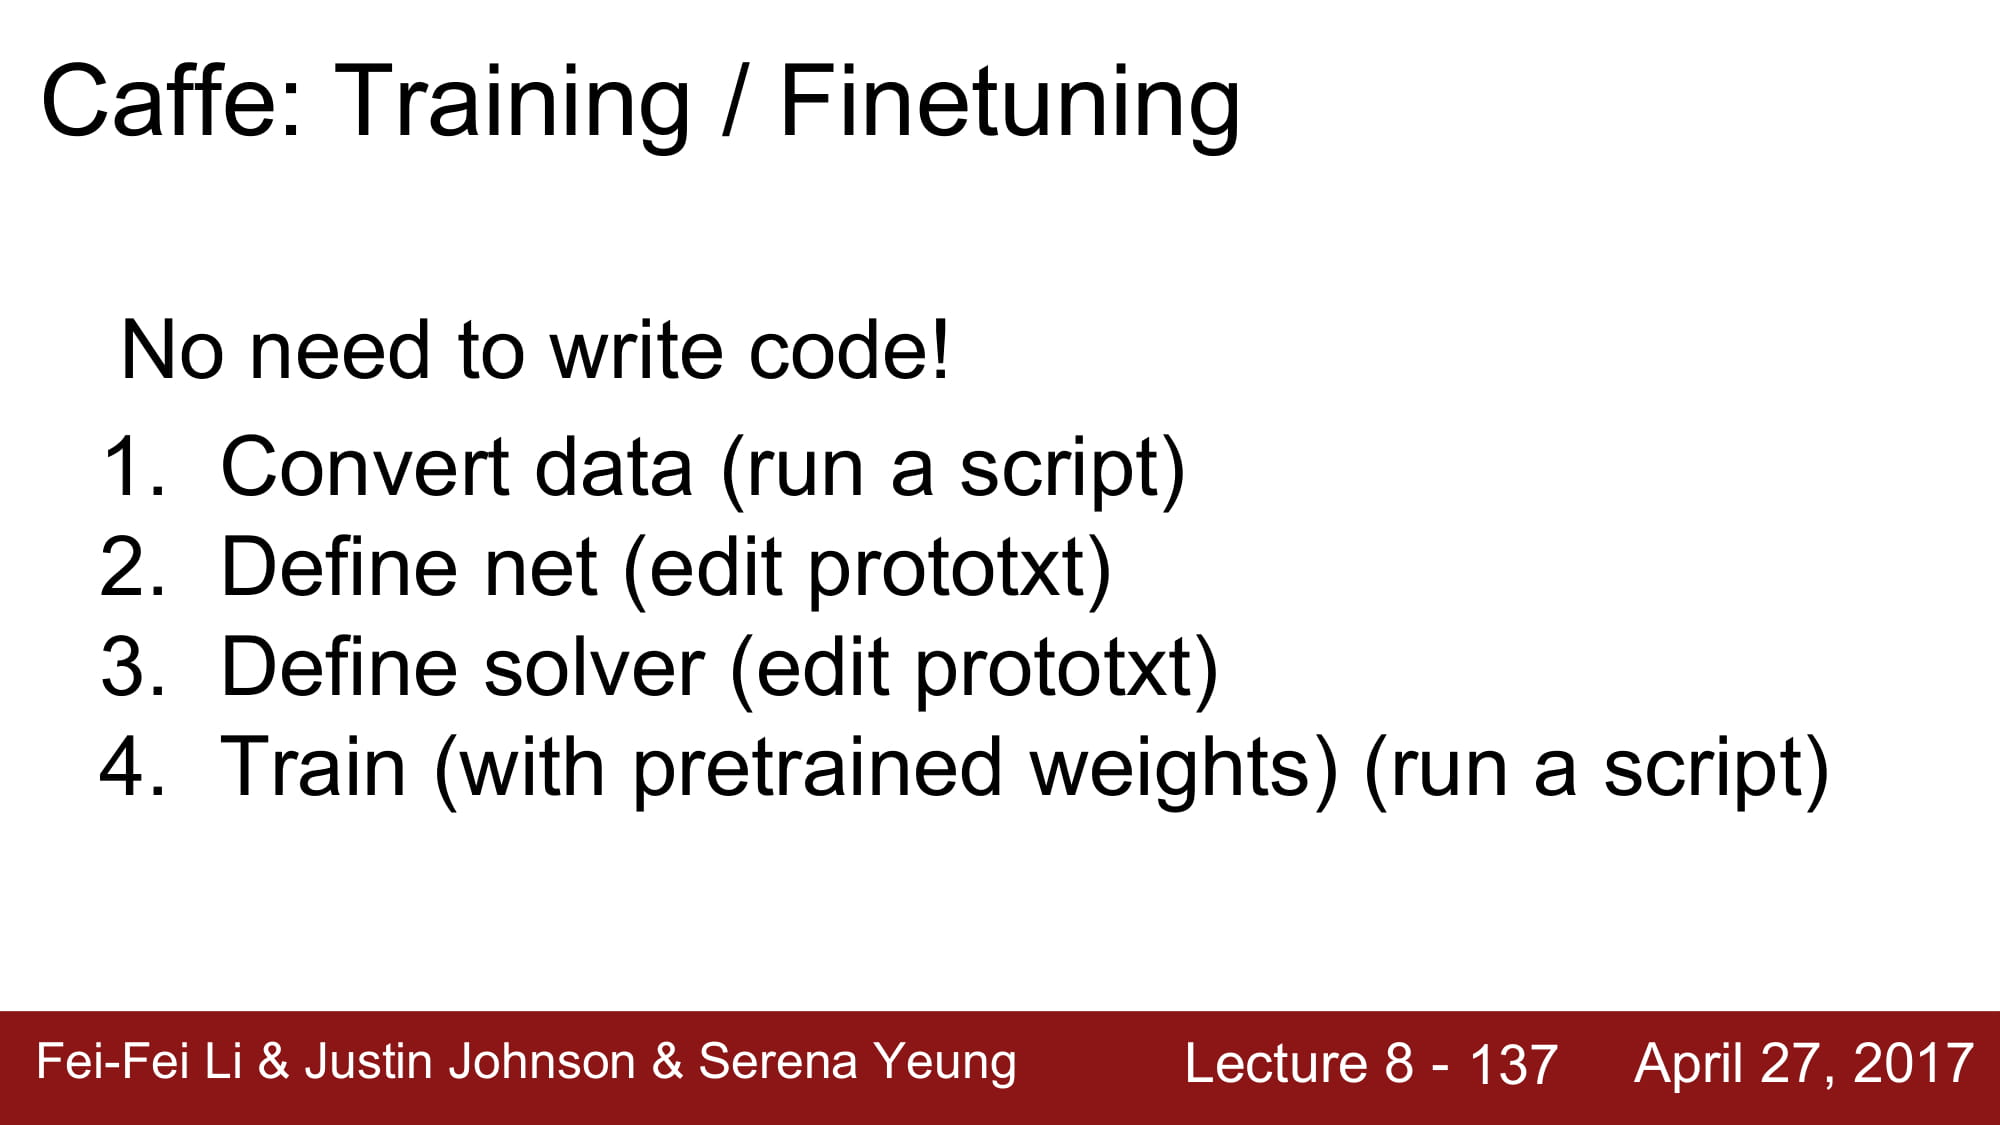 Caffe: Training / Finetuning
No need to write code!
1. Convert data (run a script)
2. Define net (edit prototxt)
3. Define solver (edit prototxt)
4. Train (with pretrained weights) (run a script)
Fei-Fei Li & Justin Johnson & Serena Yeung Lecture 8 - 137 April 27, 2017